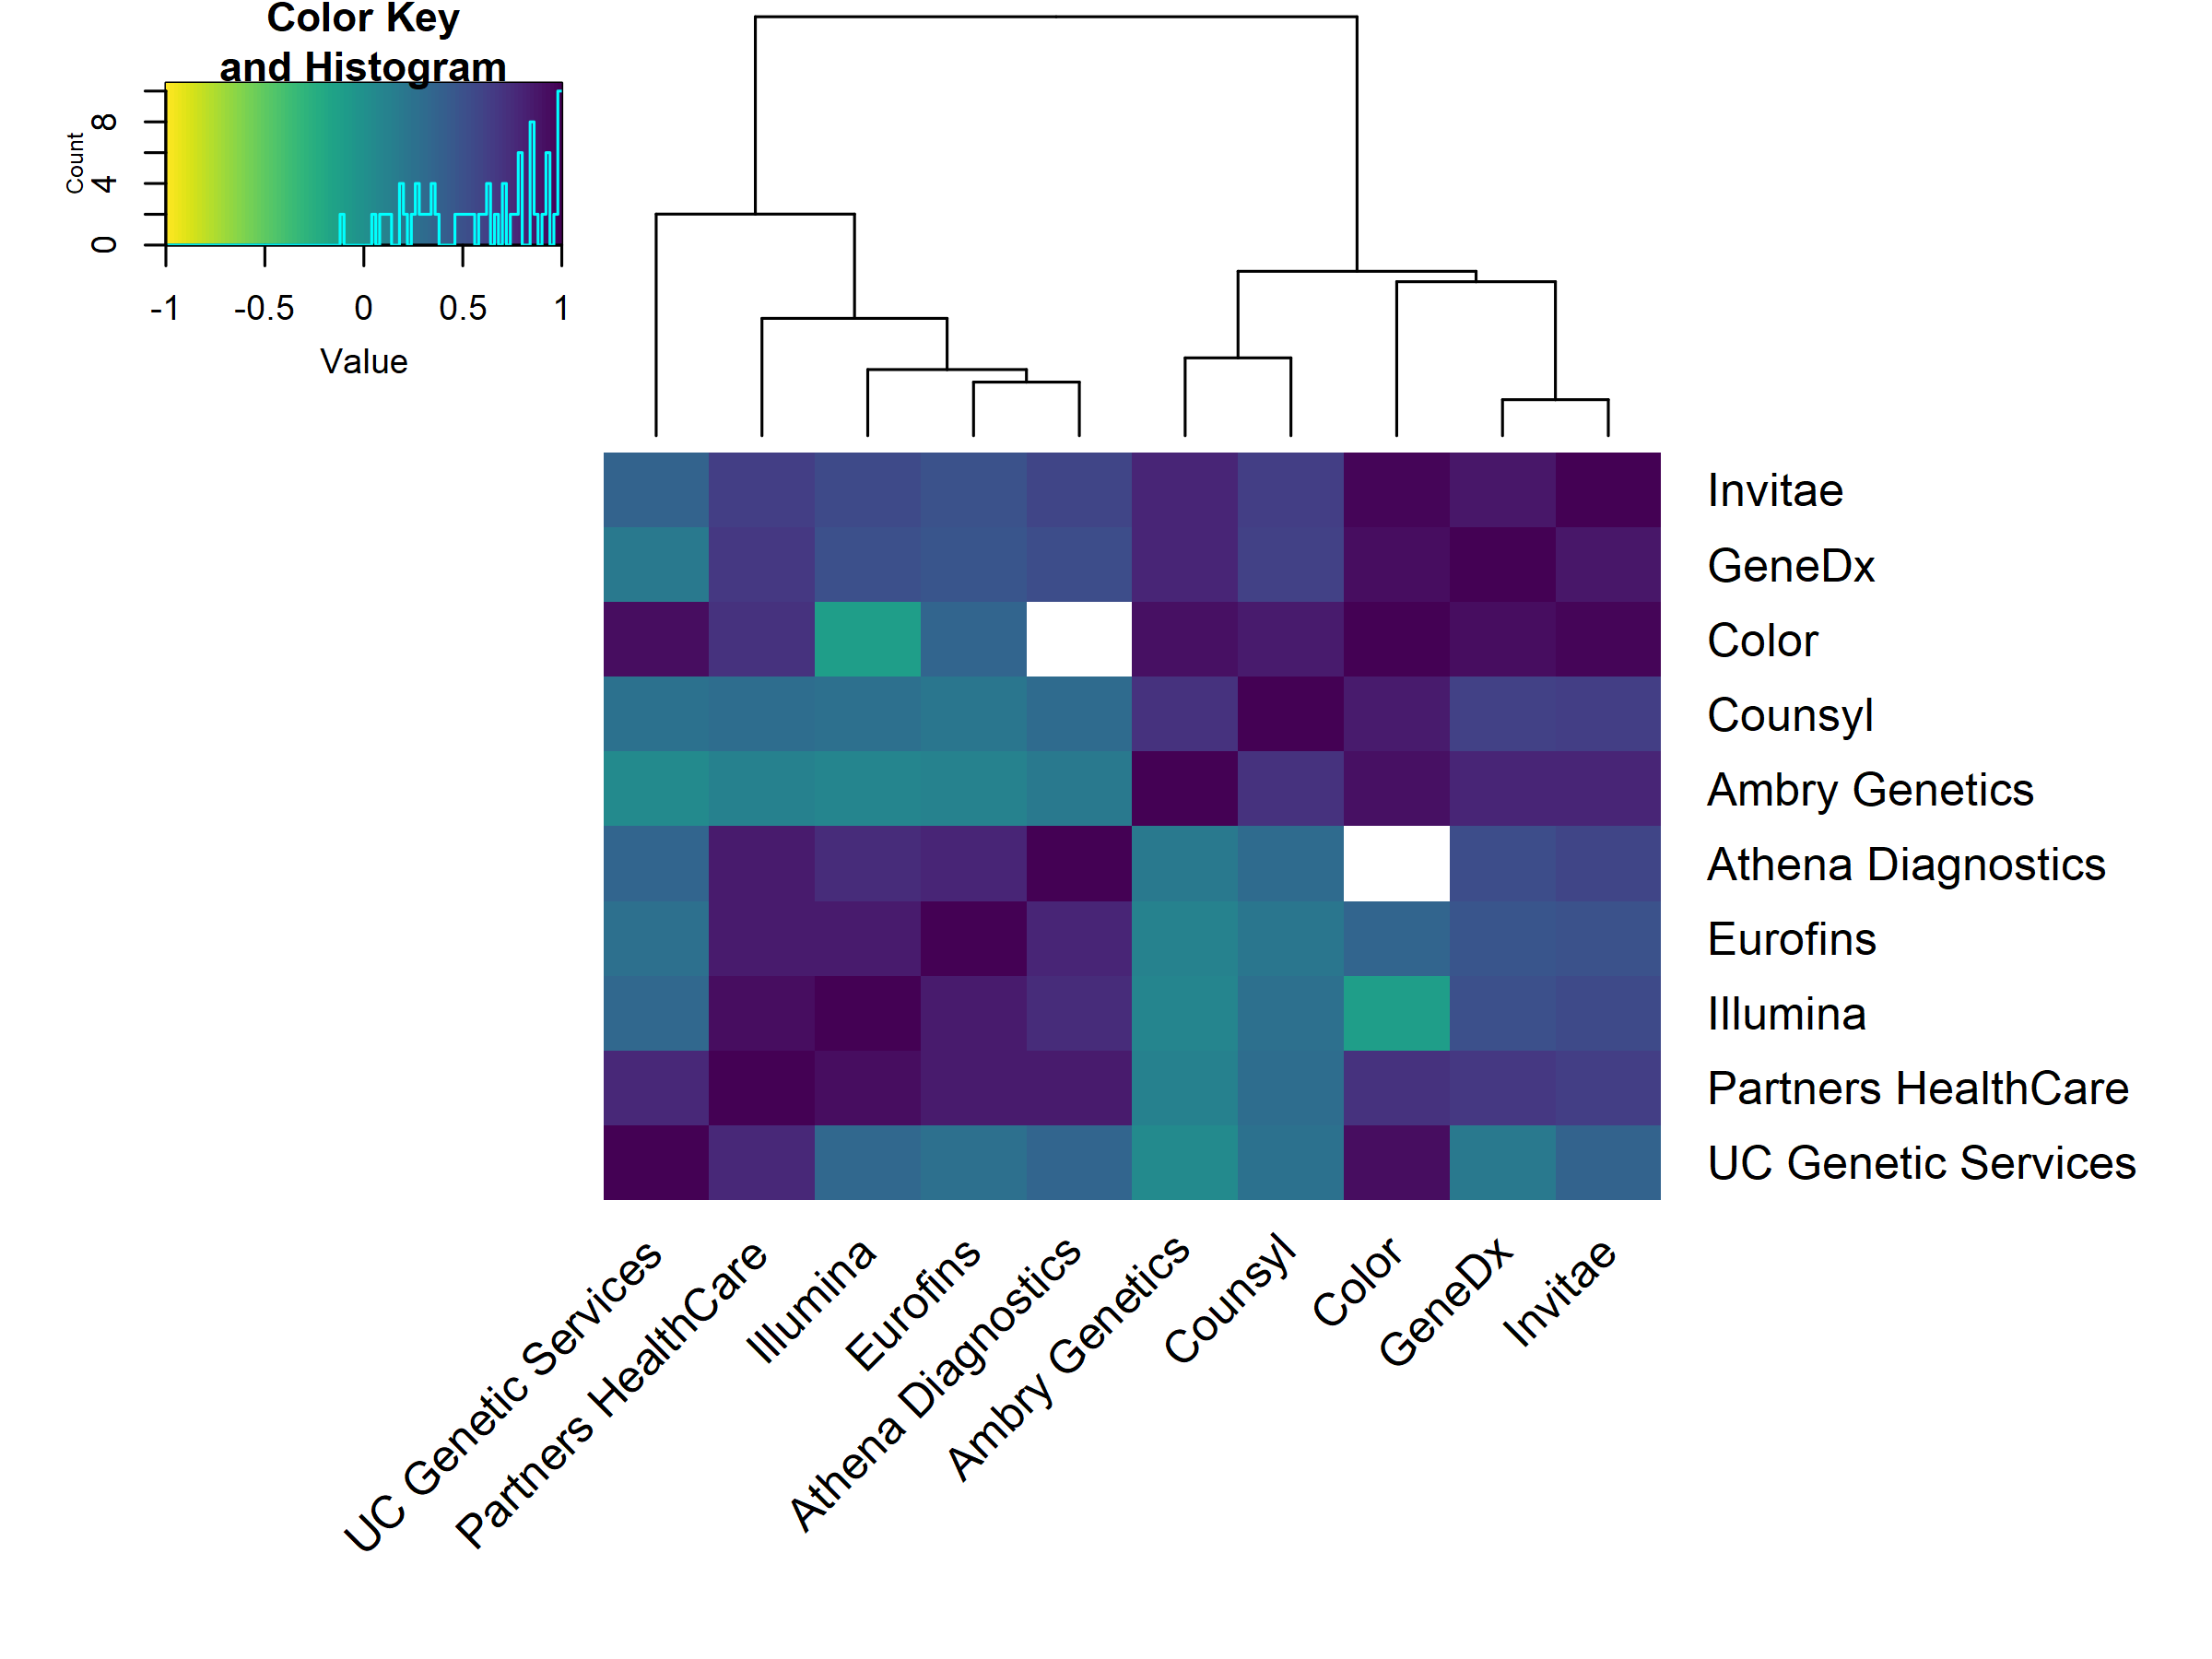 Color Key
and Histogram
Count
0 4 8
-1 -0.5 0 0.5 1
Value
Invitae
GeneDx
Color
Counsyl
Ambry Genetics
Athena Diagnostics
Eurofins
Illumina
Partners HealthCare
UC Genetic Services
UC Genetic Services
Partners HealthCare
Illumina
Eurofins
Athena Diagnostics
Ambry Genetics
Counsyl
Color
GeneDx
Invitae